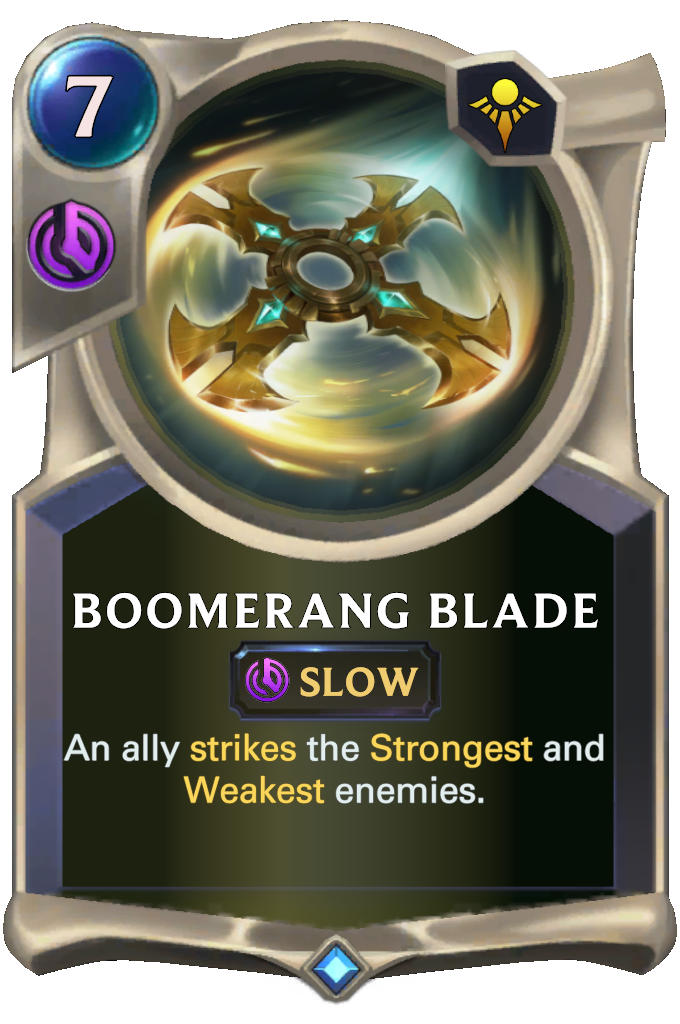 7
BOOMERANG BLADE
SLOW
An ally strikes the Strongest and
Weakest enemies.